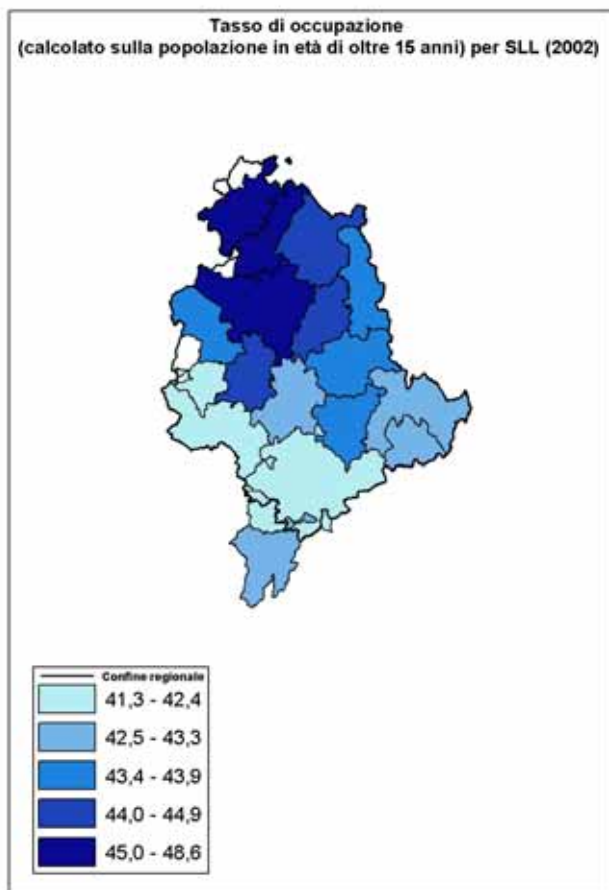 Tasso di occupazione
(calcolato sulla popolazione in età di oltre 15 anni) per SLL (2002)
Confine regionale
41,3 - 42,4
42,5 - 43,3
43,4 - 43,9
44,0 - 44,9
45,0 - 48,6